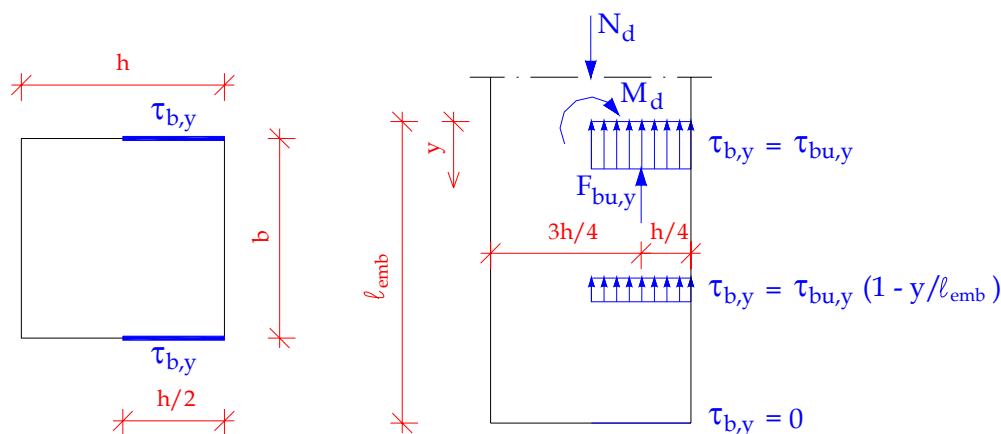 h
τb,y
b
τb,y
h/2
Nd
Md
y
τb,y = τbu,y
Fbu,y
3h/4
h/4
ℓemb
τb,y = τbu,y (1 - y/ℓemb)
τb,y = 0